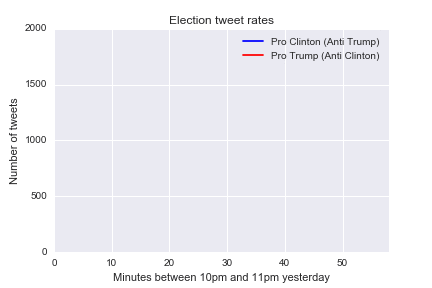 Election tweet rates
2000
1500
1000
500
0
Number of tweets
Pro Clinton (Anti Trump)
Pro Trump (Anti Clinton)
0 10 20 30 40 50
Minutes between 10pm and 11pm yesterday